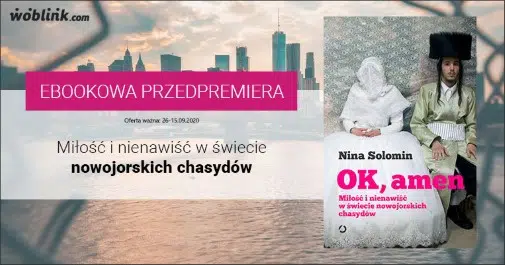 woblink.com
EBOOKOWA PRZEDPREMIERA
Oferta ważna: 26-15.09.2020
Miłość i nienawiść w świecie
nowojorskich chasydów
Nina Solomin
OK, amen
Miłość i nienawiść
w świecie nowojorskich
chasydów